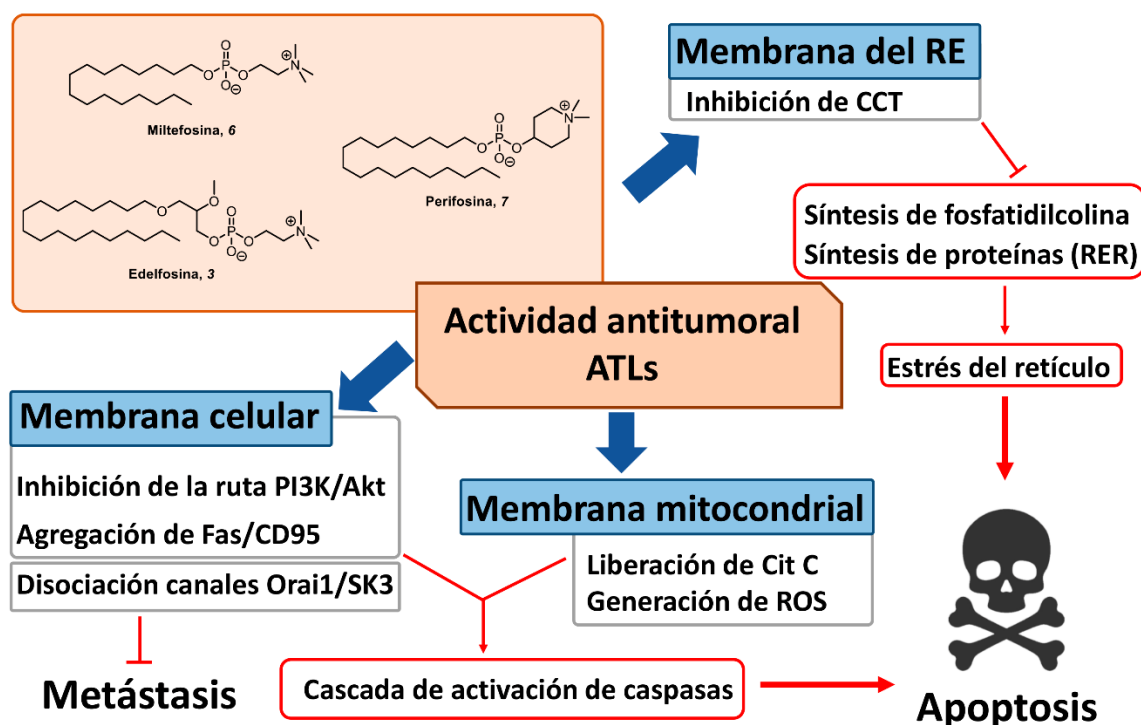 Miltefosina, 6
Perifosina, 7
Edelfosina, 3
O
O
P
O
O
N
⊕
⊖
O
O
P
O
O
N
⊕
⊖
O
O
O
O
P
O
O
N
⊕
⊖
Membrana del RE
Inhibición de CCT
Síntesis de fosfatidilcolina
Síntesis de proteínas (RER)
Estrés del retículo
Actividad antitumoral
ATLs
Membrana celular
Inhibición de la ruta PI3K/Akt
Agregación de Fas/CD95
Disociación canales Orai1/SK3
Metástasis
Membrana mitocondrial
Liberación de Cit C
Generación de ROS
Cascada de activación de caspasas
Apoptosis